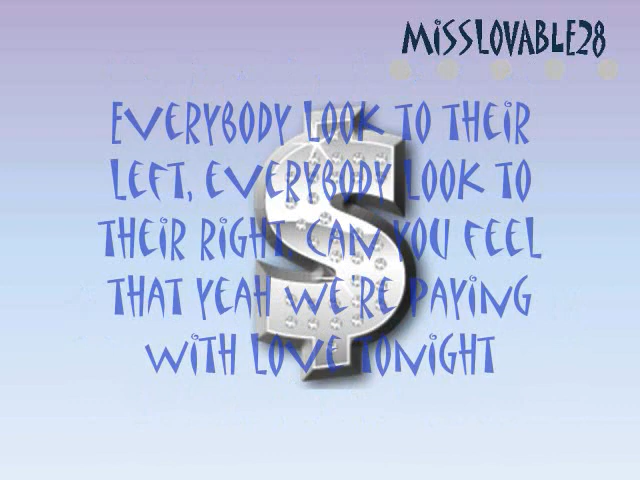 MISSLOVABLE28
EVERYBODY LOOK TO THEIR
LEFT, EVERYBODY LOOK TO
THEIR RIGHT. CAN YOU FEEL
THAT YEAH WE'RE PAYING
WITH LOVE TONIGHT